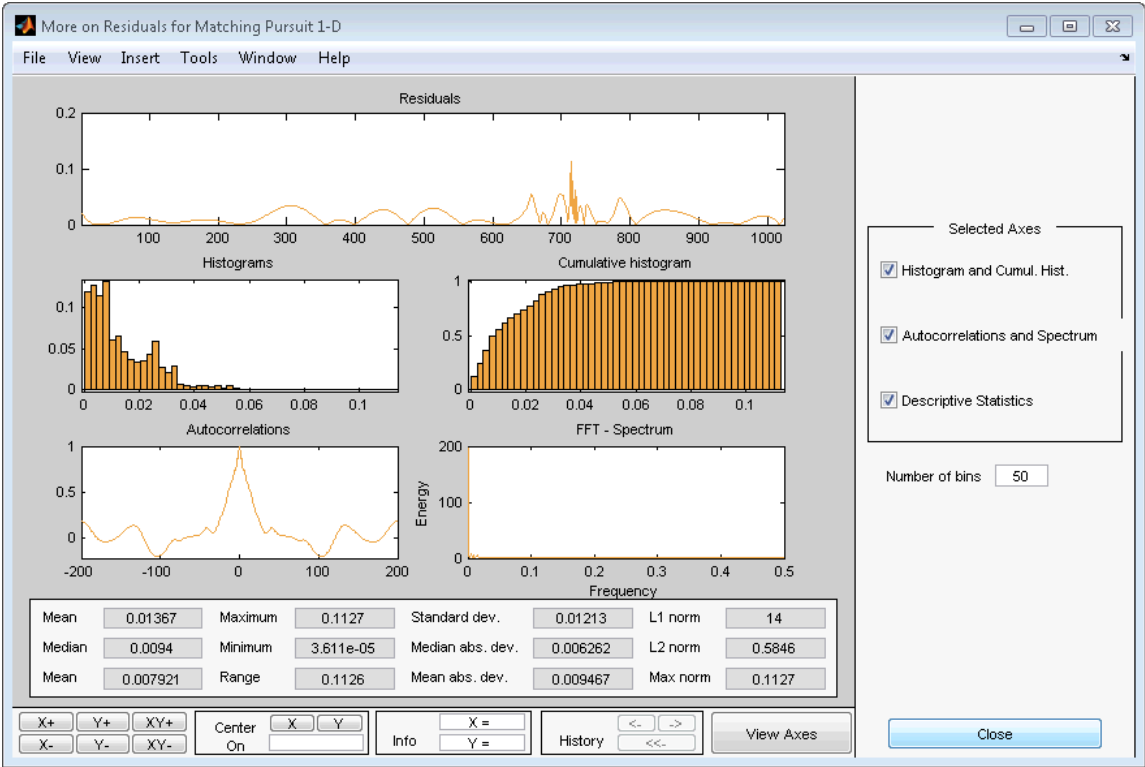 More on Residuals for Matching Pursuit 1-D
File View Insert Tools Window Help
Residuals
0.2
0.1
0
100 200 300 400 500 600 700 800 900 1000
Histograms
0.1
0.05
0
0 0.02 0.04 0.06 0.08 0.1
Cumulative histogram
1
0.5
0
0 0.02 0.04 0.06 0.08 0.1
Autocorrelations
1
0.5
0
-200 -100 0 100 200
FFT - Spectrum
Energy
200
100
0
0 0.1 0.2 0.3 0.4 0.5
Frequency
Mean 0.01367 Maximum 0.1127 Standard dev. 0.01213 L1 norm 14
Median 0.0094 Minimum 3.611e-05 Median abs. dev. 0.006262 L2 norm 0.5846
Mean 0.007921 Range 0.1126 Mean abs. dev. 0.009467 Max norm 0.1127
Selected Axes
Histogram and Cumul. Hist.
Autocorrelations and Spectrum
Descriptive Statistics
Number of bins 50
X+ Y+ XY+
X- Y- XY-
Center On
X Y
Info
X =
Y =
History
<- ->
<<-
View Axes
Close